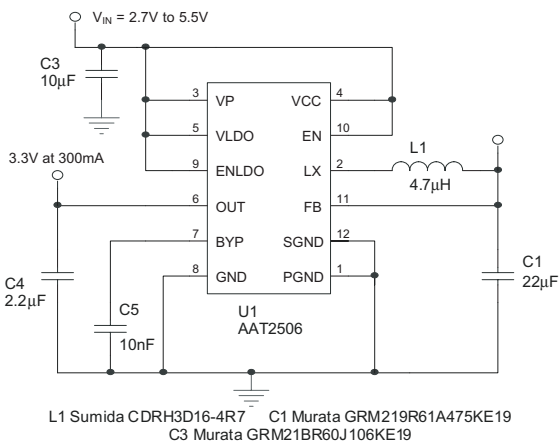 V_IN = 2.7V to 5.5V
C3
10μF
3 VP VCC 4
5 VLDO EN 10
L1
3.3V at 300mA
9 ENLDO LX 2
4.7μH
6 OUT FB 11
7 BYP SGND 12
C1
22μF
8 GND PGND 1
C4
2.2μF
C5
10nF
U1
AAT2506
L1 Sumida CDRH3D16-4R7 C1 Murata GRM219R61A475KE19
C3 Murata GRM21BR60J106KE19